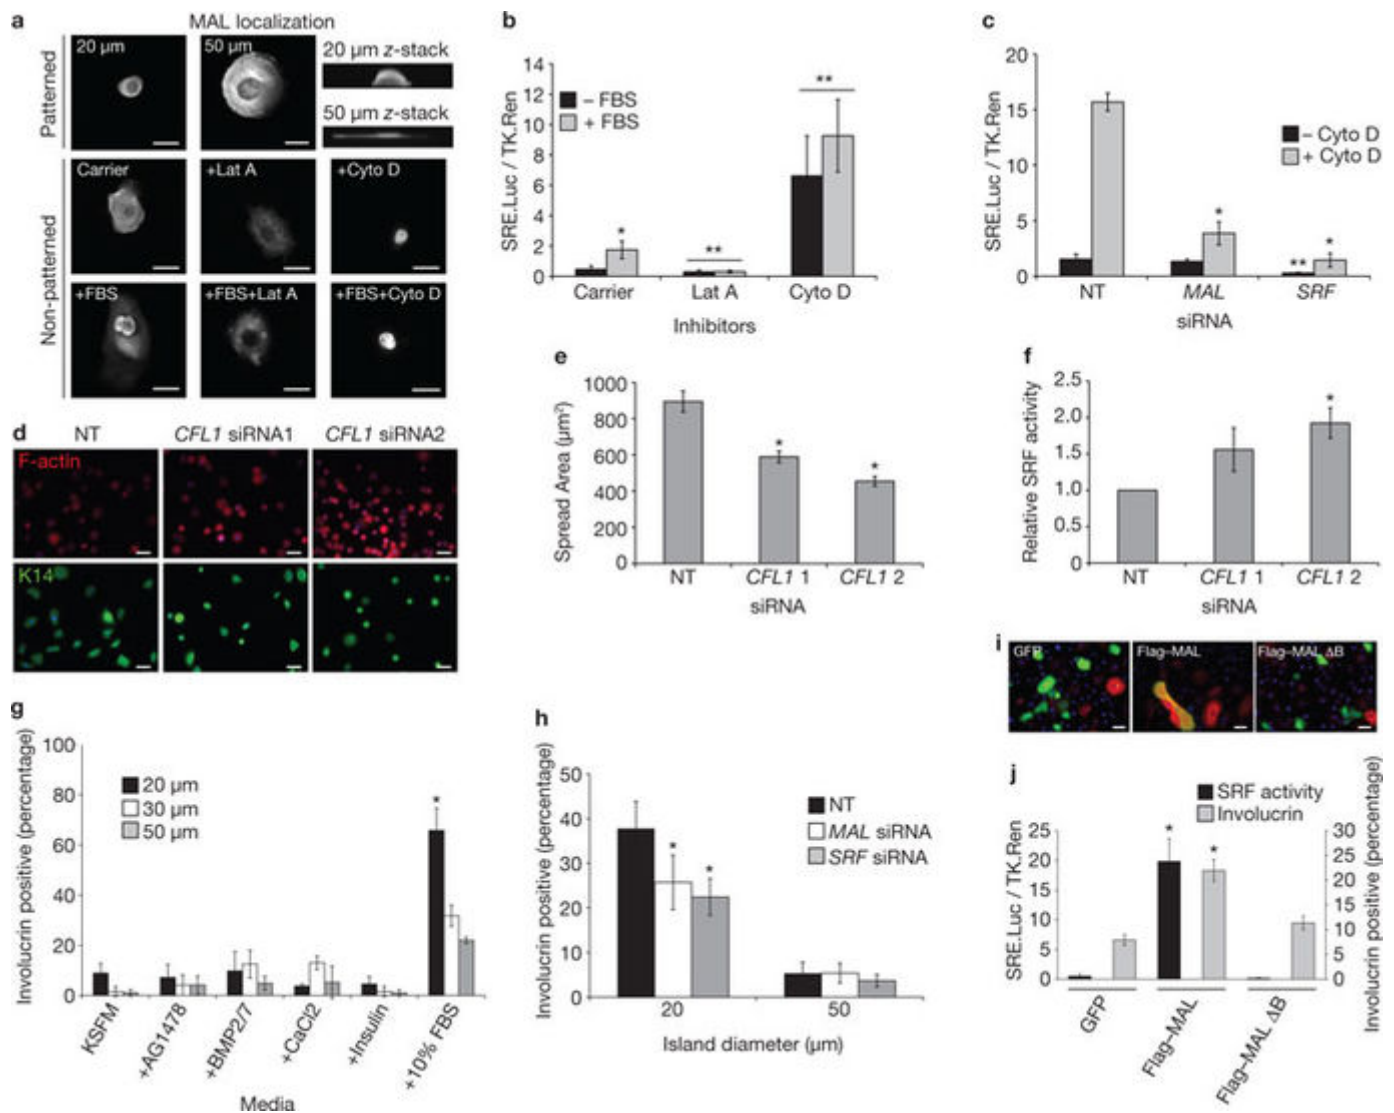 a
MAL localization
Patterned
20 µm
50 µm
20 µm z-stack
50 µm z-stack
Non-patterned
Carrier
+Lat A
+Cyto D
+FBS
+FBS+Lat A
+FBS+Cyto D
b
SRE.Luc / TK.Ren
14
12
10
8
6
4
2
0
– FBS
+ FBS
*
**
**
Carrier
Lat A
Cyto D
Inhibitors
c
SRE.Luc / TK.Ren
20
15
10
5
0
– Cyto D
+ Cyto D
*
**
*
NT
MAL
SRF
siRNA
d
NT
CFL1 siRNA1
CFL1 siRNA2
F-actin
K14
e
Spread Area (µm²)
1000
800
600
400
200
0
*
*
NT
CFL1 1
CFL1 2
siRNA
f
Relative SRF activity
2.5
2.0
1.5
1.0
0.5
0
*
NT
CFL1 1
CFL1 2
siRNA
g
Involucrin positive (percentage)
100
80
60
40
20
0
20 µm
30 µm
50 µm
*
KSFM
+AG1478
+BMP2/7
+CaCl2
+Insulin
+10% FBS
Media
h
Involucrin positive (percentage)
50
40
30
20
10
0
NT
MAL siRNA
SRF siRNA
*
*
20
50
Island diameter (µm)
i
GFP
Flag–MAL
Flag–MAL ΔB
j
SRF activity
Involucrin
SRE.Luc / TK.Ren
25
20
15
10
5
0
*
*
30
25
20
15
10
5
0
Involucrin positive (percentage)
GFP
Flag–MAL
Flag–MAL ΔB